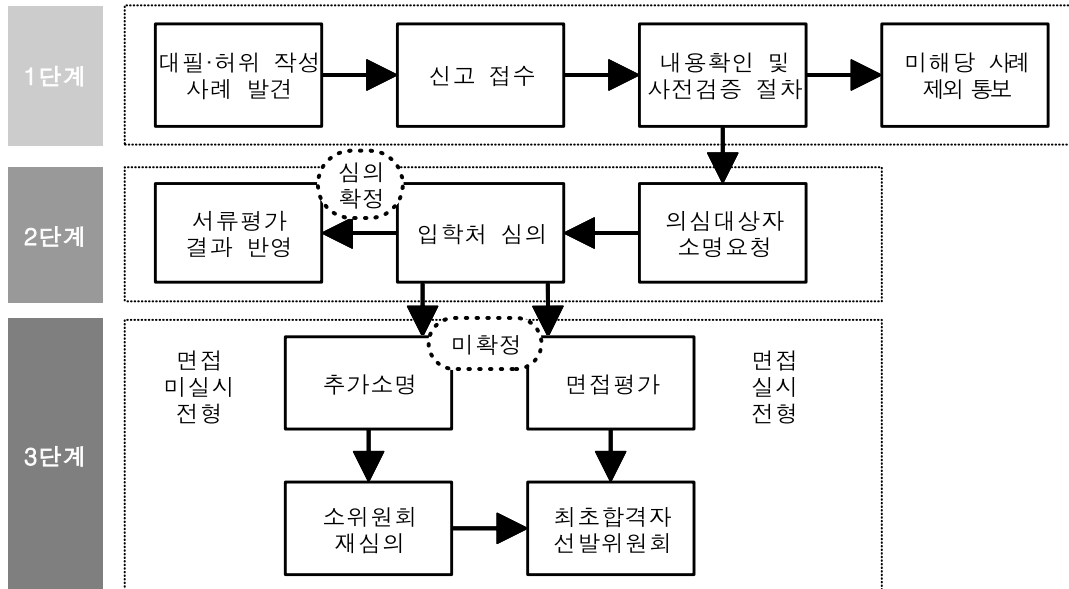 1단계
대필·허위 작성
사례 발견
신고 접수
내용확인 및
사전검증 절차
미해당 사례
제외 통보
2단계
심의
확정
서류평가
결과 반영
입학처 심의
의심대상자
소명요청
3단계
면접
미실시
전형
미확정
추가소명
면접평가
면접
실시
전형
소위원회
재심의
최초합격자
선발위원회